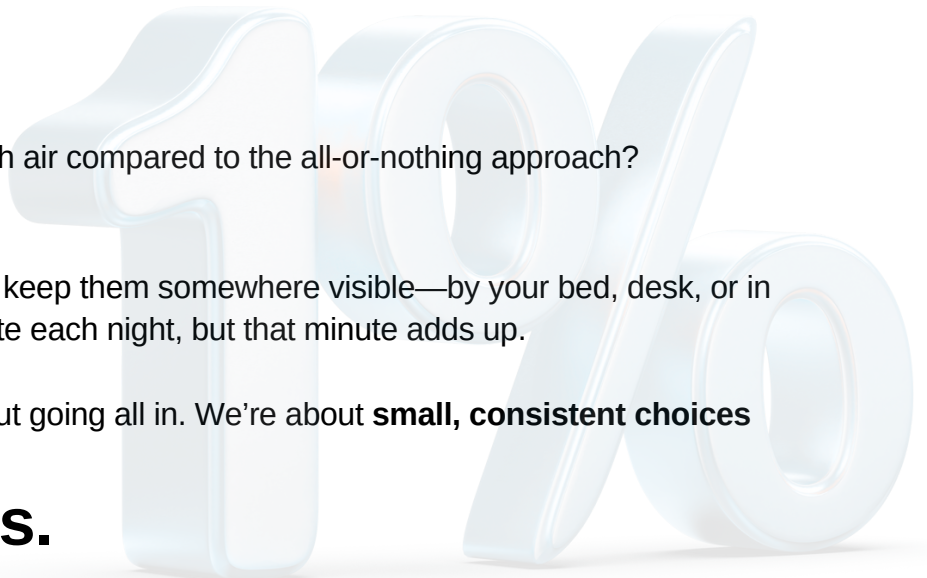 h air compared to the all-or-nothing approach?
keep them somewhere visible—by your bed, desk, or in
te each night, but that minute adds up.
ut going all in. We’re about small, consistent choices
s.
1%